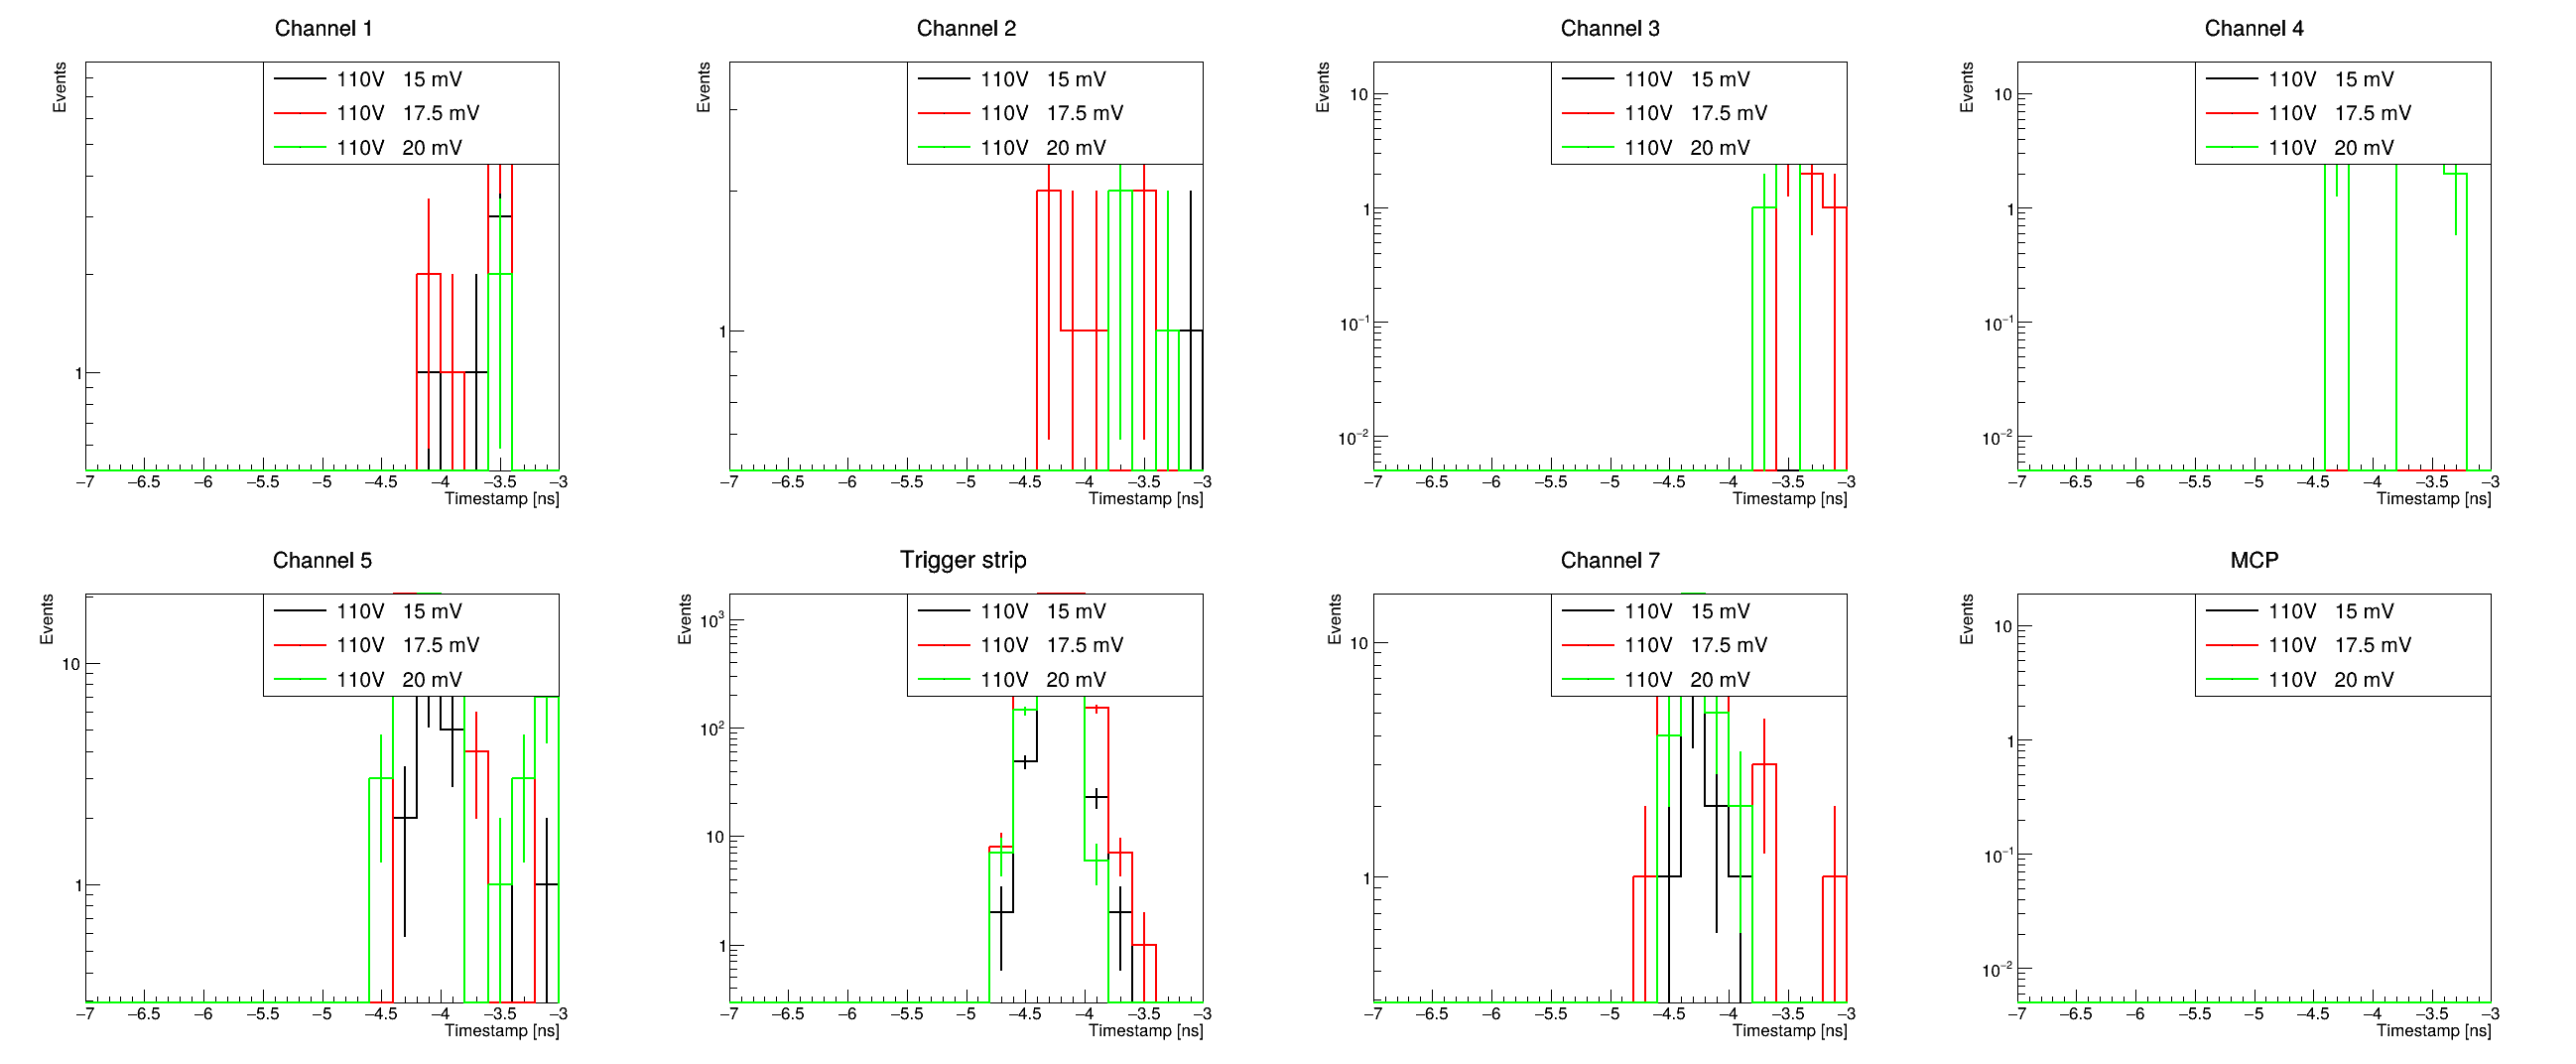 Channel 1
Events
110V 15 mV
110V 17.5 mV
110V 20 mV
1
−7 −6.5 −6 −5.5 −5 −4.5 −4 −3.5 −3
Timestamp [ns]
Channel 2
Events
110V 15 mV
110V 17.5 mV
110V 20 mV
1
−7 −6.5 −6 −5.5 −5 −4.5 −4 −3.5 −3
Timestamp [ns]
Channel 3
Events
110V 15 mV
110V 17.5 mV
110V 20 mV
10
1
10⁻¹
10⁻²
−7 −6.5 −6 −5.5 −5 −4.5 −4 −3.5 −3
Timestamp [ns]
Channel 4
Events
110V 15 mV
110V 17.5 mV
110V 20 mV
10
1
10⁻¹
10⁻²
−7 −6.5 −6 −5.5 −5 −4.5 −4 −3.5 −3
Timestamp [ns]
Channel 5
Events
110V 15 mV
110V 17.5 mV
110V 20 mV
10
1
−7 −6.5 −6 −5.5 −5 −4.5 −4 −3.5 −3
Timestamp [ns]
Trigger strip
Events
110V 15 mV
110V 17.5 mV
110V 20 mV
10³
10²
10
1
−7 −6.5 −6 −5.5 −5 −4.5 −4 −3.5 −3
Timestamp [ns]
Channel 7
Events
110V 15 mV
110V 17.5 mV
110V 20 mV
10
1
−7 −6.5 −6 −5.5 −5 −4.5 −4 −3.5 −3
Timestamp [ns]
MCP
Events
110V 15 mV
110V 17.5 mV
110V 20 mV
10
1
10⁻¹
10⁻²
−7 −6.5 −6 −5.5 −5 −4.5 −4 −3.5 −3
Timestamp [ns]